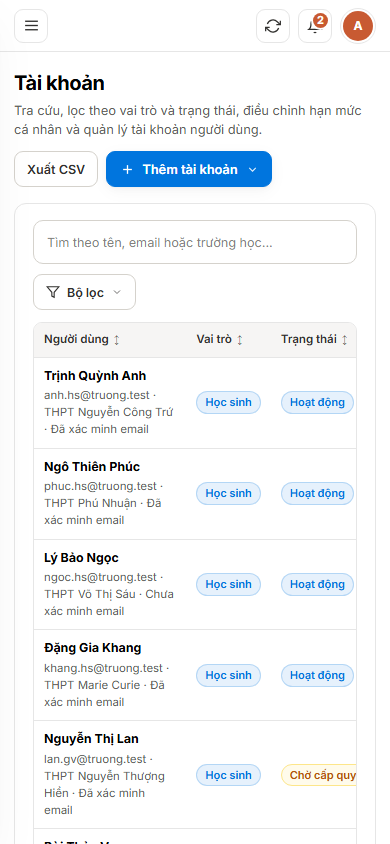 2
A
Tài khoản
Tra cứu, lọc theo vai trò và trạng thái, điều chỉnh hạn mức
cá nhân và quản lý tài khoản người dùng.
Xuất CSV
+ Thêm tài khoản
Tìm theo tên, email hoặc trường học...
Bộ lọc
Người dùng ↕ Vai trò ↕ Trạng thái ↕
Trịnh Quỳnh Anh
anh.hs@truong.test ·
THPT Nguyễn Công Trứ
· Đã xác minh email
Học sinh
Hoạt động
Ngô Thiên Phúc
phuc.hs@truong.test ·
THPT Phú Nhuận · Đã
xác minh email
Học sinh
Hoạt động
Lý Bảo Ngọc
ngoc.hs@truong.test ·
THPT Võ Thị Sáu · Chưa
xác minh email
Học sinh
Hoạt động
Đặng Gia Khang
khang.hs@truong.test ·
THPT Marie Curie · Đã
xác minh email
Học sinh
Hoạt động
Nguyễn Thị Lan
lan.gv@truong.test ·
THPT Nguyễn Thượng
Hiền · Đã xác minh
email
Học sinh
Chờ cấp quy